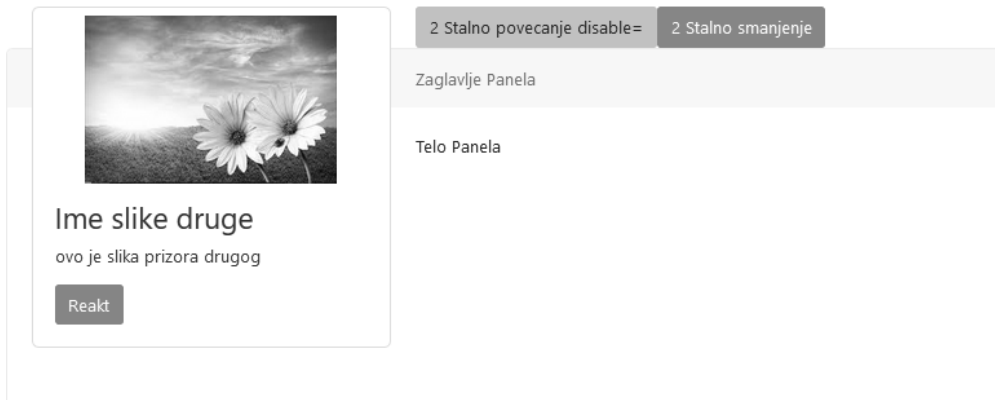 2 Stalno povecanje disable=
2 Stalno smanjenje
Zaglavlje Panela
Telo Panela
Ime slike druge
ovo je slika prizora drugog
Reakt